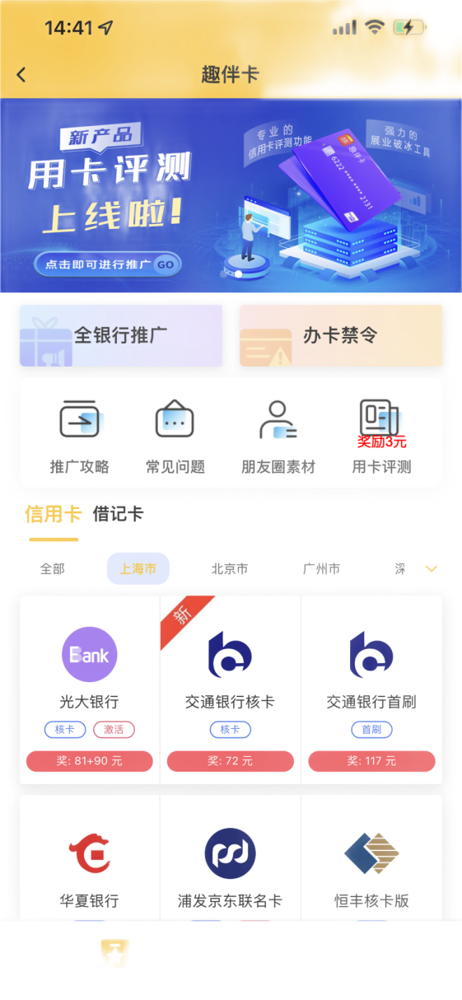 14:41
趣伴卡
新产品
用卡评测
上线啦!
点击即可进行推广 GO
专业的
信用卡评测功能
强力的
展业破冰工具
趣伴卡
6222 **** **** 2131
全银行推广
办卡禁令
推广攻略
常见问题
朋友圈素材
奖励3元
用卡评测
信用卡 借记卡
全部 上海市 北京市 广州市 深
Bank
光大银行
核卡 激活
奖: 81+90 元
新
交通银行核卡
核卡
奖: 72 元
交通银行首刷
首刷
奖: 117 元
华夏银行
浦发京东联名卡
恒丰核卡版